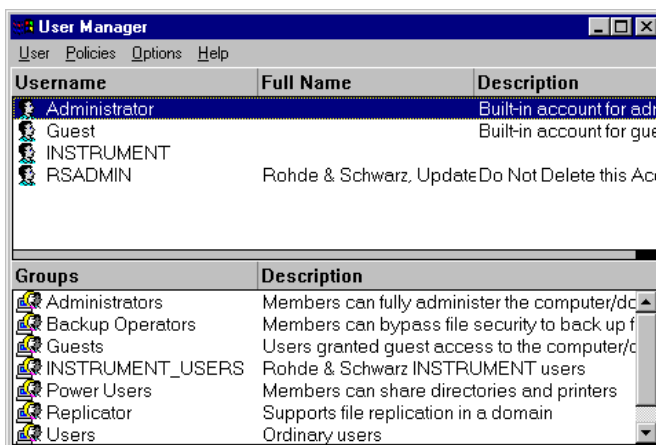 User Manager
User Policies Options Help
Username Full Name Description
Administrator Built-in account for adr
Guest Built-in account for gue
INSTRUMENT
RSADMIN Rohde & Schwarz, Update Do Not Delete this Acc
Groups Description
Administrators Members can fully administer the computer/do
Backup Operators Members can bypass file security to back up f
Guests Users granted guest access to the computer/d
INSTRUMENT_USERS Rohde & Schwarz INSTRUMENT users
Power Users Members can share directories and printers
Replicator Supports file replication in a domain
Users Ordinary users